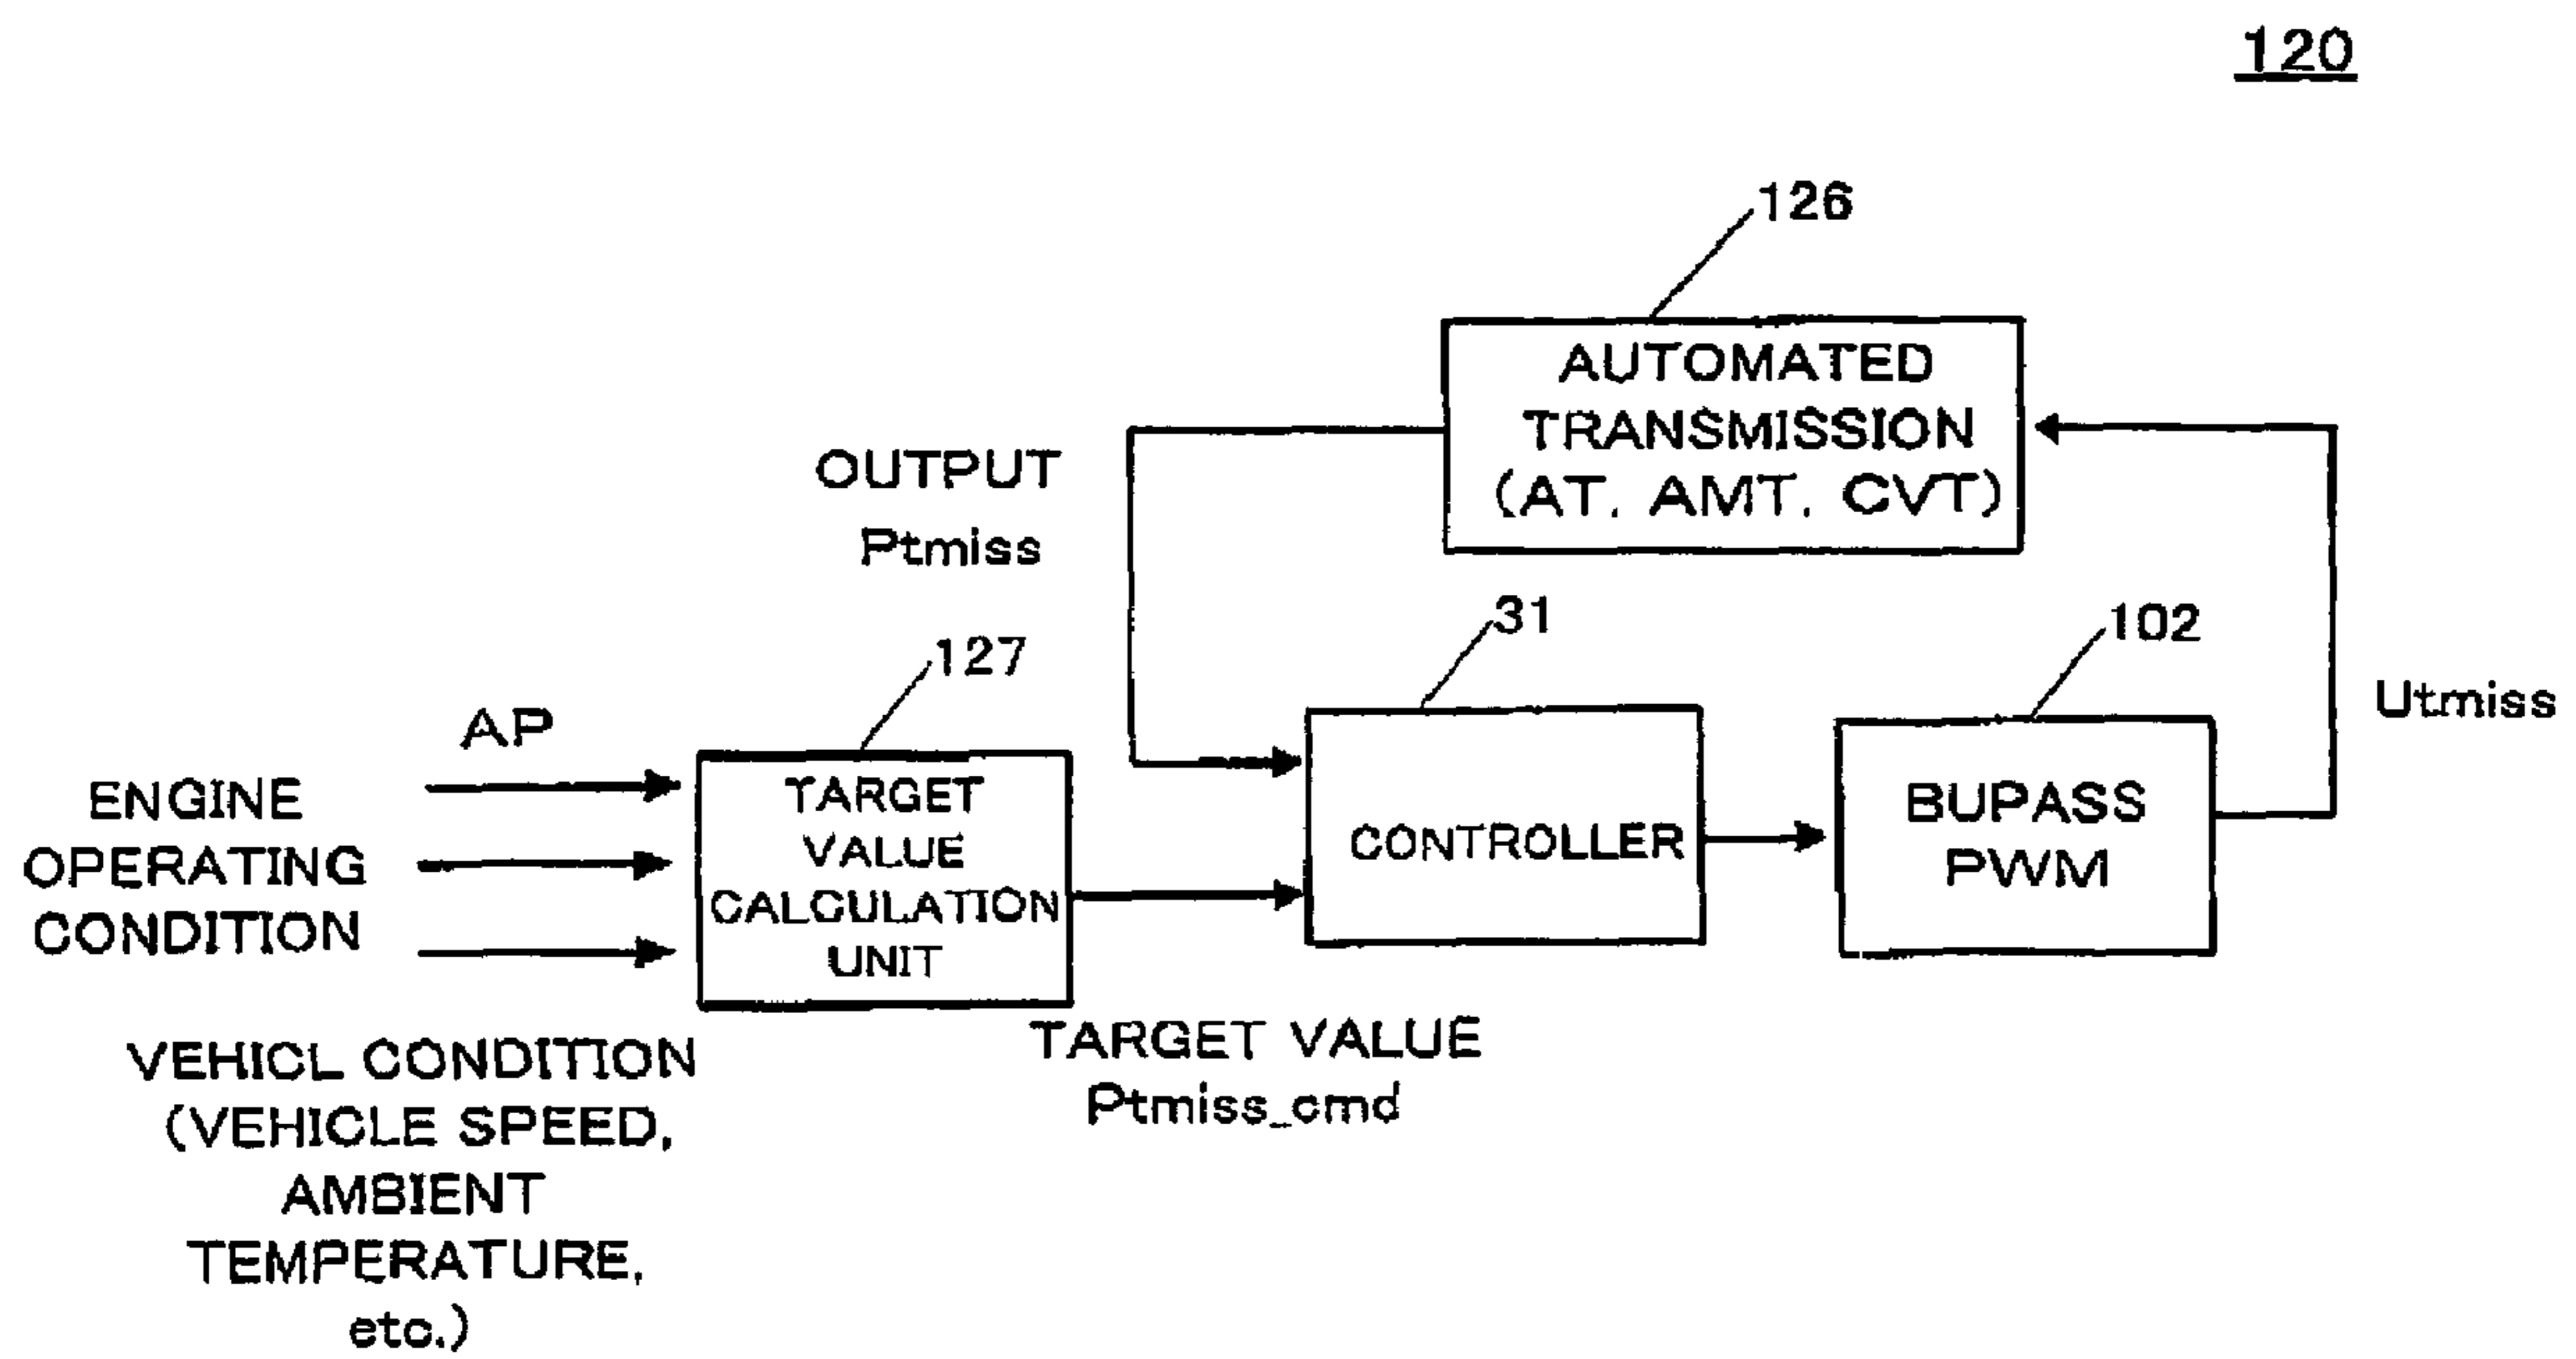 120
126
AUTOMATED
TRANSMISSION
(AT. AMT. CVT)
OUTPUT
Ptmiss
31
102
127
Utmiss
AP
ENGINE
OPERATING
CONDITION
TARGET
VALUE
CALCULATION
UNIT
CONTROLLER
BUPASS
PWM
VEHICL CONDITION
(VEHICLE SPEED,
AMBIENT
TEMPERATURE,
etc.)
TARGET VALUE
Ptmiss_cmd